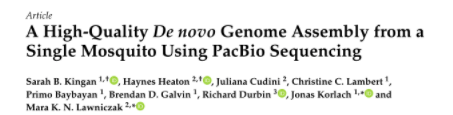 Article
A High-Quality De novo Genome Assembly from a
Single Mosquito Using PacBio Sequencing
Sarah B. Kingan 1,†, Haynes Heaton 2,†, Juliana Cudini 2, Christine C. Lambert 1,
Primo Baybayan 1, Brendan D. Galvin 1, Richard Durbin 3, Jonas Korlach 1,* and
Mara K. N. Lawniczak 2,*